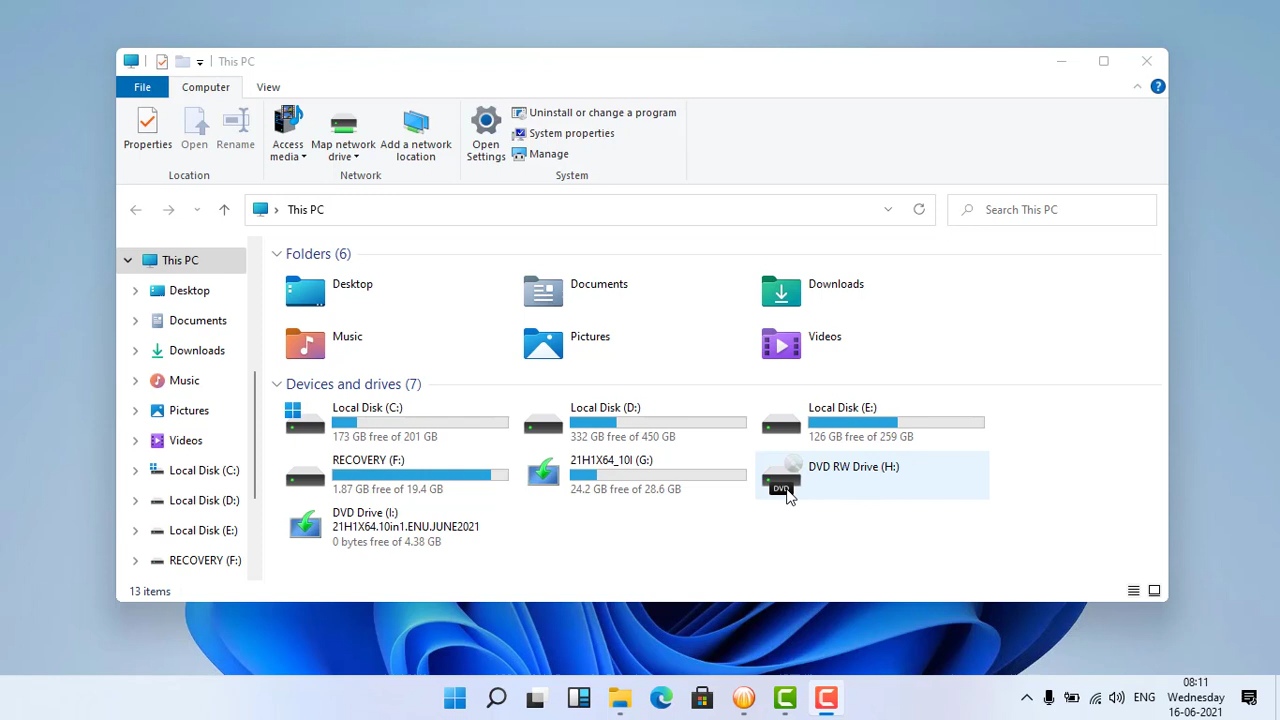 This PC
File
Computer
View
Properties
Open
Rename
Location
Access media
Map network drive
Add a network location
Network
Open Settings
Uninstall or change a program
System properties
Manage
System
This PC
Search This PC
This PC
Desktop
Documents
Downloads
Music
Pictures
Videos
Local Disk (C:)
Local Disk (D:)
Local Disk (E:)
RECOVERY (F:)
Folders (6)
Desktop
Documents
Downloads
Music
Pictures
Videos
Devices and drives (7)
Local Disk (C:)
173 GB free of 201 GB
Local Disk (D:)
332 GB free of 450 GB
Local Disk (E:)
126 GB free of 259 GB
RECOVERY (F:)
1.87 GB free of 19.4 GB
21H1X64_10I (G:)
24.2 GB free of 28.6 GB
DVD RW Drive (H:)
DVD
DVD Drive (I:)
21H1X64.10in1.ENU.JUNE2021
0 bytes free of 4.38 GB
13 items
ENG
08:11
Wednesday
16-06-2021